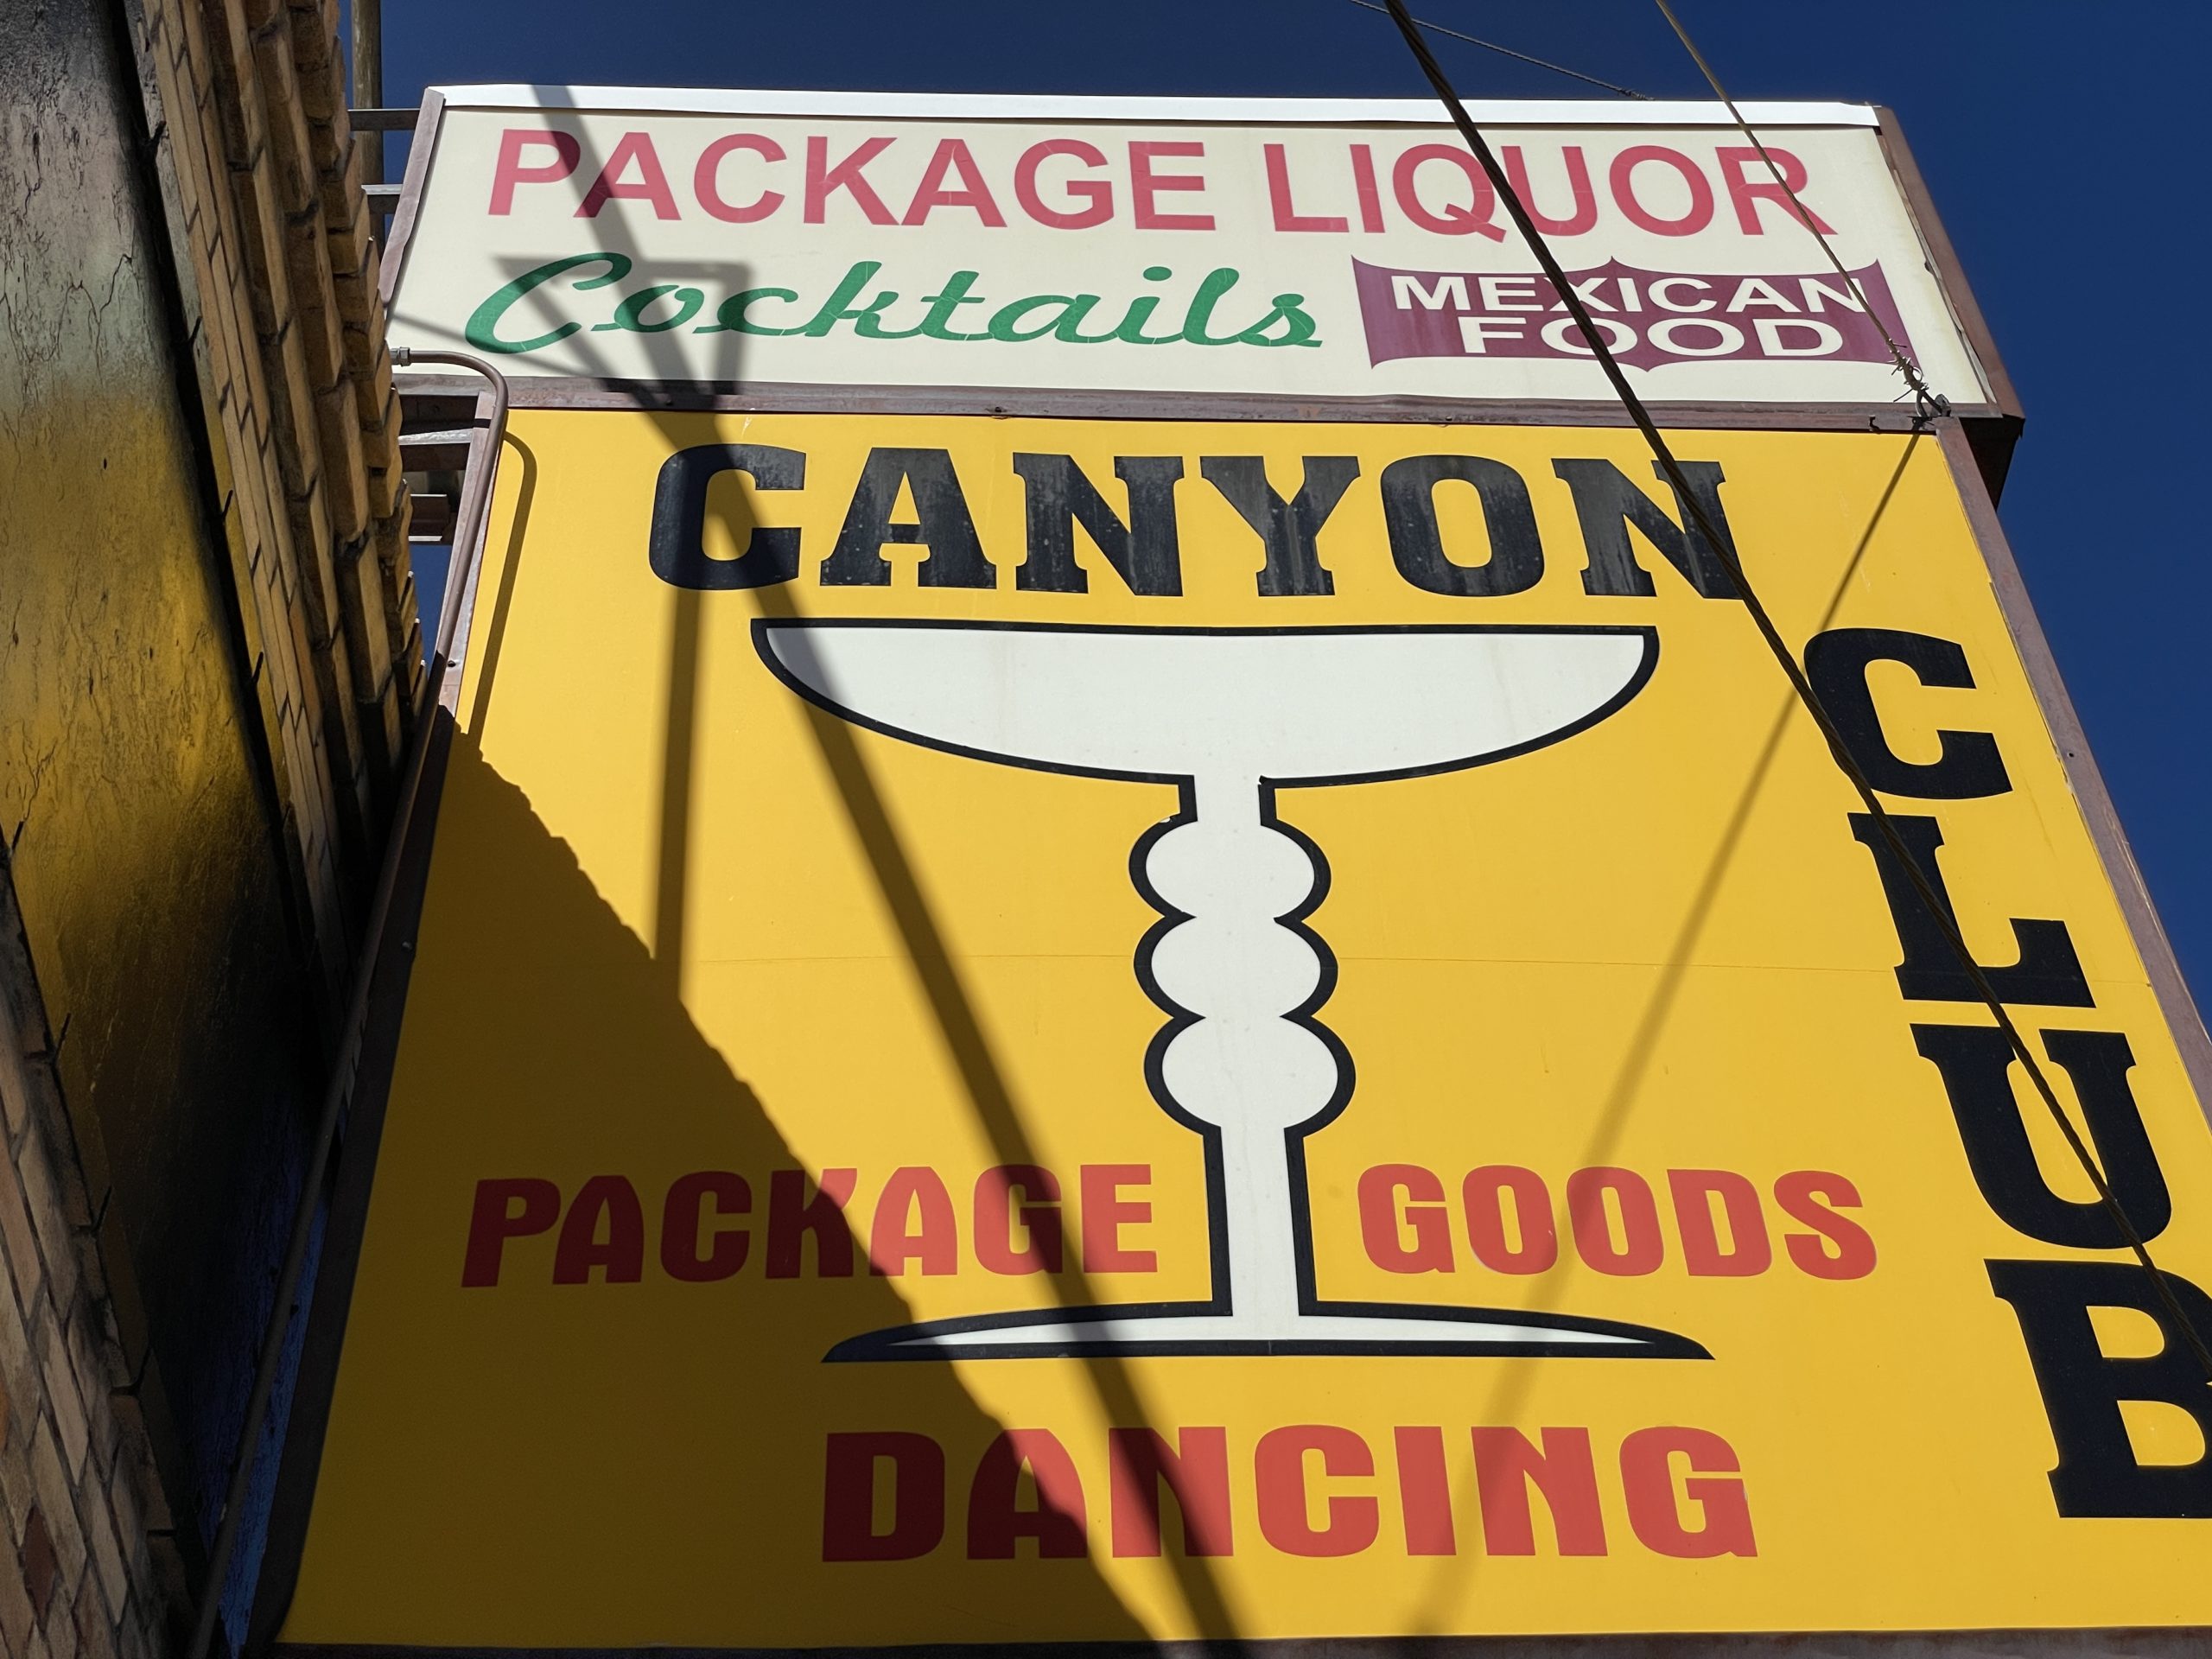 PACKAGE LIQUOR
Cocktails
MEXICAN
FOOD
CANYON
CLUB
PACKAGE GOODS
DANCING